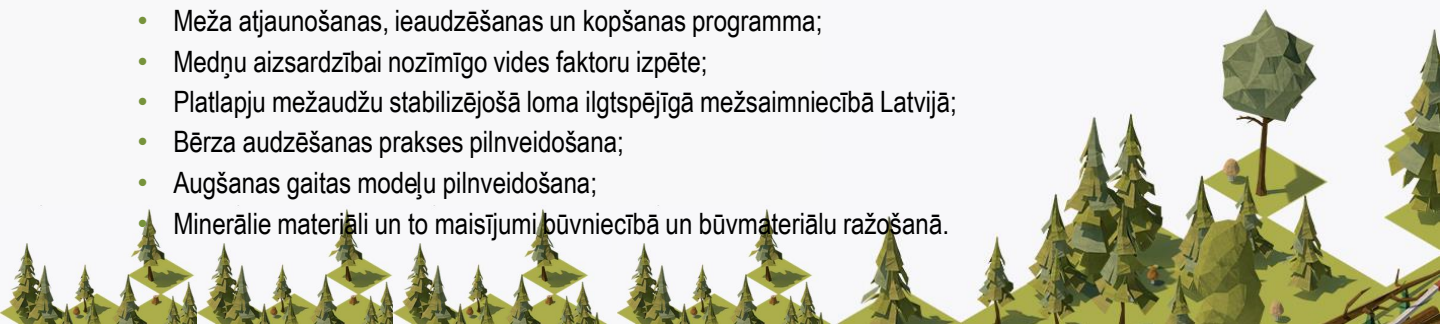 • Meža atjaunošanas, ieaudzēšanas un kopšanas programma;
• Medņu aizsardzībai nozīmīgo vides faktoru izpēte;
• Platlapju mežaudžu stabilizējošā loma ilgtspējīgā mežsaimniecībā Latvijā;
• Bērza audzēšanas prakses pilnveidošana;
• Augšanas gaitas modeļu pilnveidošana;
• Minerālie materiāli un to maisījumi būvniecībā un būvmateriālu ražošanā.